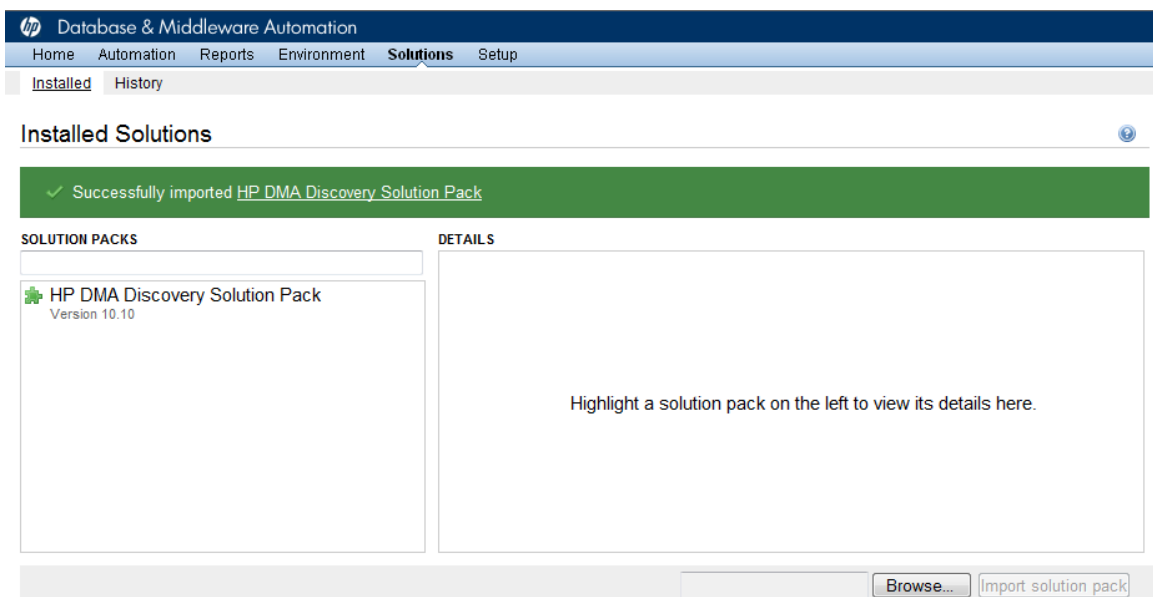 hp Database & Middleware Automation
Home Automation Reports Environment Solutions Setup
Installed History
Installed Solutions
?
Successfully imported HP DMA Discovery Solution Pack
SOLUTION PACKS DETAILS
HP DMA Discovery Solution Pack
Version 10.10
Highlight a solution pack on the left to view its details here.
Browse... Import solution pack